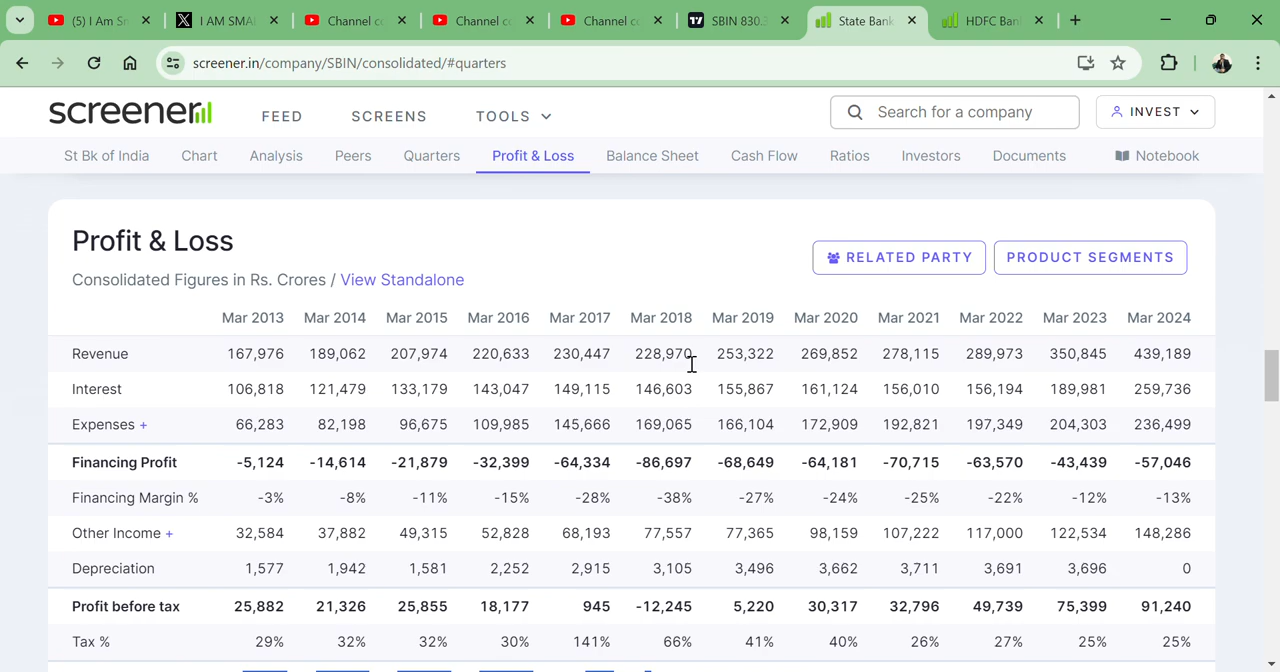 (5) I Am Sm
I AM SMA
Channel co
Channel co
Channel co
SBIN 830.
State Bank
HDFC Ban
screener.in/company/SBIN/consolidated/#quarters
screener FEED SCREENS TOOLS Search for a company INVEST
St Bk of India Chart Analysis Peers Quarters Profit & Loss Balance Sheet Cash Flow Ratios Investors Documents Notebook
Profit & Loss
RELATED PARTY PRODUCT SEGMENTS
Consolidated Figures in Rs. Crores / View Standalone
Mar 2013 Mar 2014 Mar 2015 Mar 2016 Mar 2017 Mar 2018 Mar 2019 Mar 2020 Mar 2021 Mar 2022 Mar 2023 Mar 2024
Revenue 167,976 189,062 207,974 220,633 230,447 228,970 253,322 269,852 278,115 289,973 350,845 439,189
Interest 106,818 121,479 133,179 143,047 149,115 146,603 155,867 161,124 156,010 156,194 189,981 259,736
Expenses + 66,283 82,198 96,675 109,985 145,666 169,065 166,104 172,909 192,821 197,349 204,303 236,499
Financing Profit -5,124 -14,614 -21,879 -32,399 -64,334 -86,697 -68,649 -64,181 -70,715 -63,570 -43,439 -57,046
Financing Margin % -3% -8% -11% -15% -28% -38% -27% -24% -25% -22% -12% -13%
Other Income + 32,584 37,882 49,315 52,828 68,193 77,557 77,365 98,159 107,222 117,000 122,534 148,286
Depreciation 1,577 1,942 1,581 2,252 2,915 3,105 3,496 3,662 3,711 3,691 3,696 0
Profit before tax 25,882 21,326 25,855 18,177 945 -12,245 5,220 30,317 32,796 49,739 75,399 91,240
Tax % 29% 32% 32% 30% 141% 66% 41% 40% 26% 27% 25% 25%